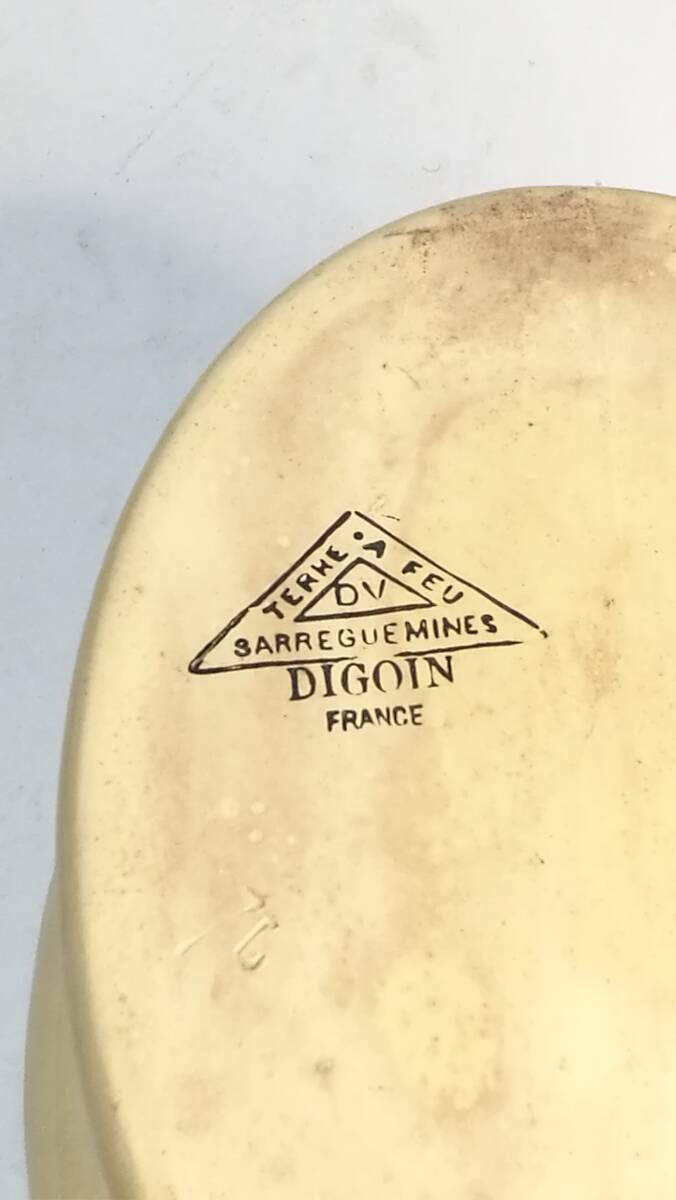 TERRE • A FEU
DV
SARREGUEMINES
DIGOIN
FRANCE